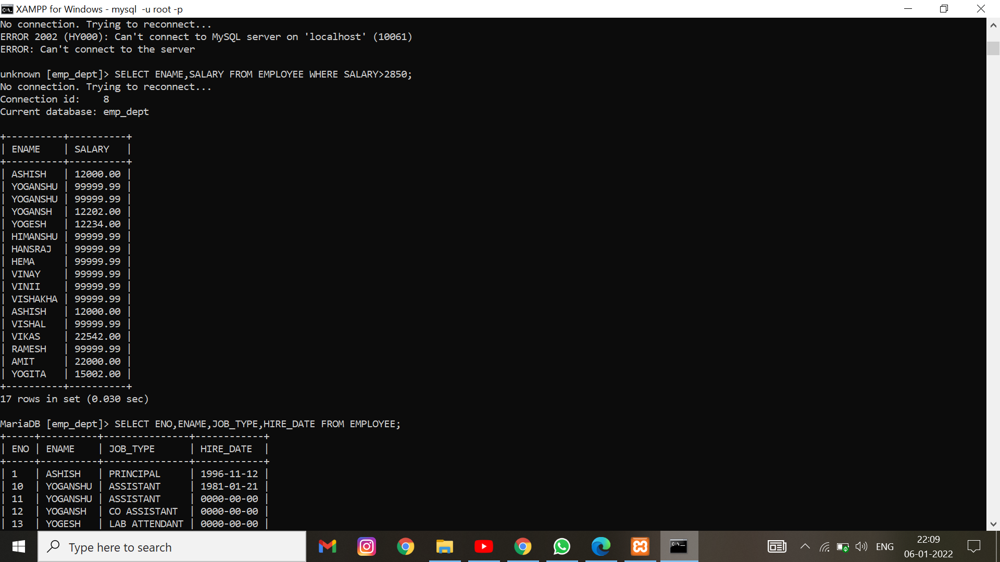 XAMPP for Windows - mysql  -u root -p
No connection. Trying to reconnect...
ERROR 2002 (HY000): Can't connect to MySQL server on 'localhost' (10061)
ERROR: Can't connect to the server
unknown [emp_dept]> SELECT ENAME,SALARY FROM EMPLOYEE WHERE SALARY>2850;
No connection. Trying to reconnect...
Connection id:    8
Current database: emp_dept
+----------+----------+
| ENAME    | SALARY   |
+----------+----------+
| ASHISH   | 12000.00 |
| YOGANSHU | 99999.99 |
| YOGANSHU | 99999.99 |
| YOGANSH  | 12202.00 |
| YOGESH   | 12234.00 |
| HIMANSHU | 99999.99 |
| HANSRAJ  | 99999.99 |
| HEMA     | 99999.99 |
| VINAY    | 99999.99 |
| VINII    | 99999.99 |
| VISHAKHA | 99999.99 |
| ASHISH   | 12000.00 |
| VISHAL   | 99999.99 |
| VIKAS    | 22542.00 |
| RAMESH   | 99999.99 |
| AMIT     | 22000.00 |
| YOGITA   | 15002.00 |
+----------+----------+
17 rows in set (0.030 sec)
MariaDB [emp_dept]> SELECT ENO,ENAME,JOB_TYPE,HIRE_DATE FROM EMPLOYEE;
+-----+----------+---------------+------------+
| ENO | ENAME    | JOB_TYPE      | HIRE_DATE  |
+-----+----------+---------------+------------+
| 1   | ASHISH   | PRINCIPAL     | 1996-11-12 |
| 10  | YOGANSHU | ASSISTANT     | 1981-01-21 |
| 11  | YOGANSHU | ASSISTANT     | 0000-00-00 |
| 12  | YOGANSH  | CO ASSISTANT  | 0000-00-00 |
| 13  | YOGESH   | LAB ATTENDANT | 0000-00-00 |
Type here to search
ENG
22:09
06-01-2022